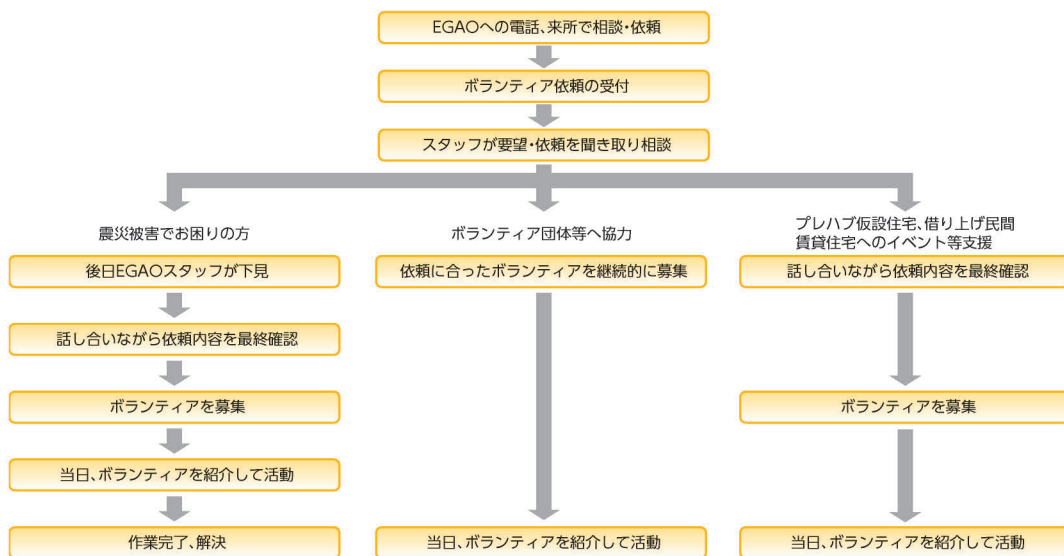 EGAOへの電話、来所で相談・依頼
ボランティア依頼の受付
スタッフが要望・依頼を聞き取り相談
震災被害でお困りの方
後日EGAOスタッフが下見
話し合いながら依頼内容を最終確認
ボランティアを募集
当日、ボランティアを紹介して活動
作業完了、解決
ボランティア団体等へ協力
依頼に合ったボランティアを継続的に募集
当日、ボランティアを紹介して活動
プレハブ仮設住宅、借り上げ民間
賃貸住宅へのイベント等支援
話し合いながら依頼内容を最終確認
ボランティアを募集
当日、ボランティアを紹介して活動